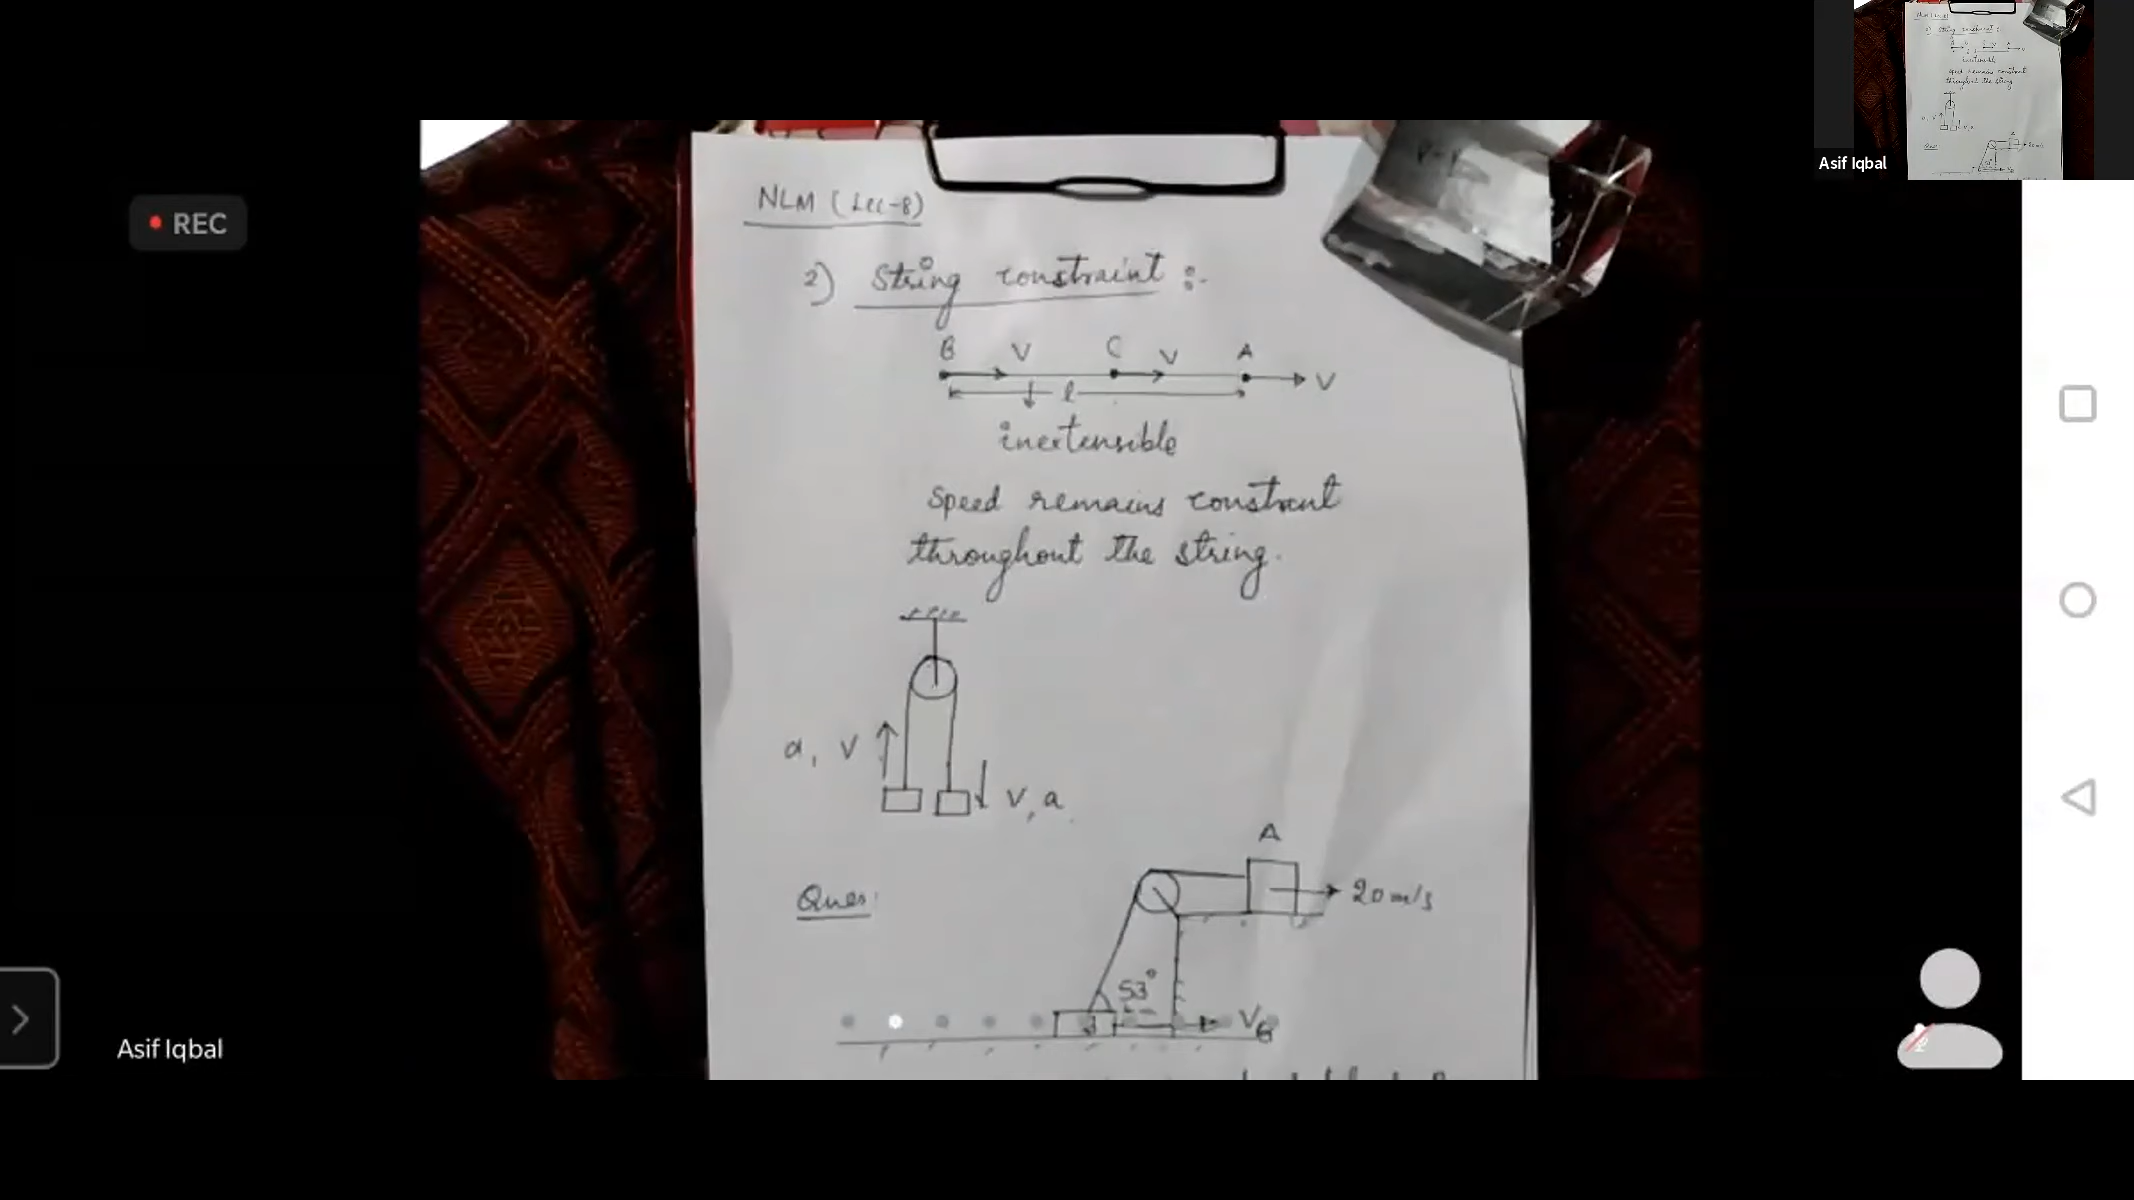 REC
NLM (Lec-8)
2) String constraint :-
B V C V A V
l
inextensible
Speed remains constant
throughout the string.
a, V
V, a
Ques:
A
20 m/s
53°
Asif Iqbal
Asif Iqbal